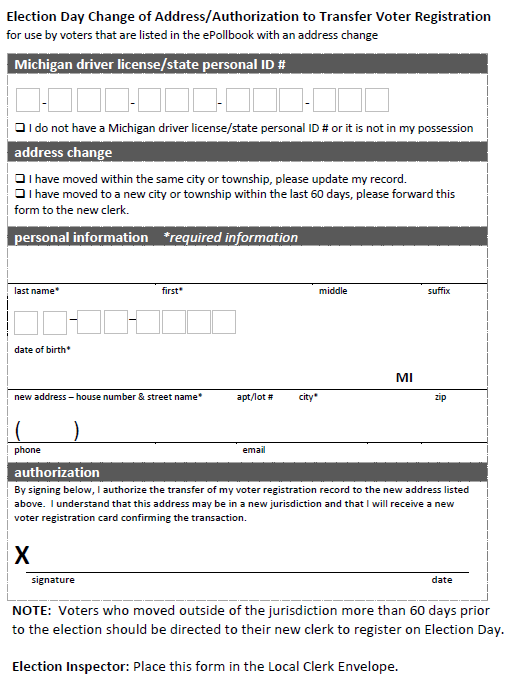 Election Day Change of Address/Authorization to Transfer Voter Registration
for use by voters that are listed in the ePollbook with an address change
Michigan driver license/state personal ID #
- - - - -
❑ I do not have a Michigan driver license/state personal ID # or it is not in my possession
address change
❑ I have moved within the same city or township, please update my record.
❑ I have moved to a new city or township within the last 60 days, please forward this
form to the new clerk.
personal information *required information
last name* first* middle suffix
– –
date of birth*
MI
new address – house number & street name* apt/lot # city* zip
( )
phone email
authorization
By signing below, I authorize the transfer of my voter registration record to the new address listed
above. I understand that this address may be in a new jurisdiction and that I will receive a new
voter registration card confirming the transaction.
X
signature date
NOTE: Voters who moved outside of the jurisdiction more than 60 days prior
to the election should be directed to their new clerk to register on Election Day.
Election Inspector: Place this form in the Local Clerk Envelope.